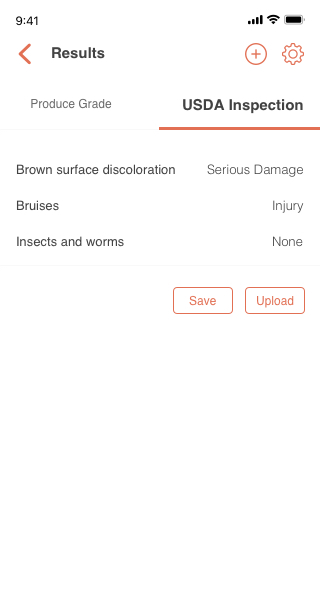 9:41
Results
Produce Grade
USDA Inspection
Brown surface discoloration Serious Damage
Bruises Injury
Insects and worms None
Save Upload